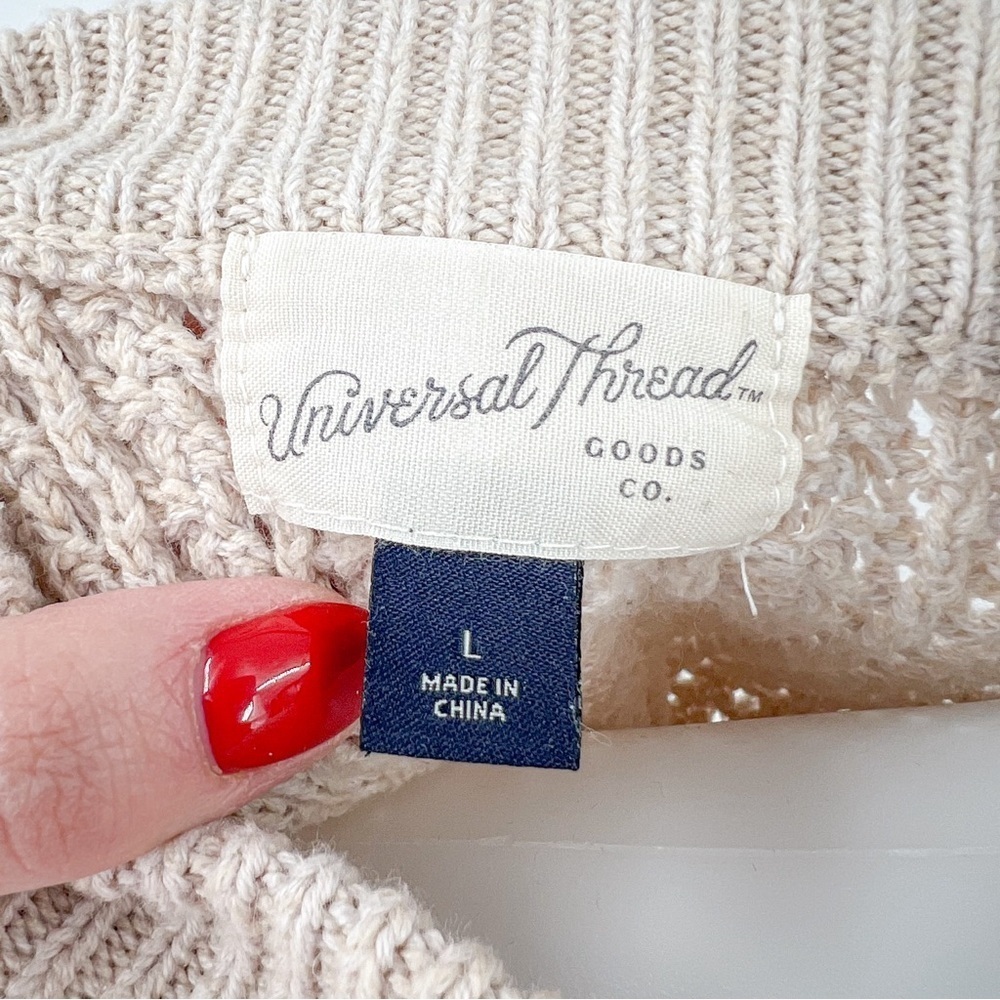 Universal Thread™
GOODS
CO.
L
MADE IN
CHINA